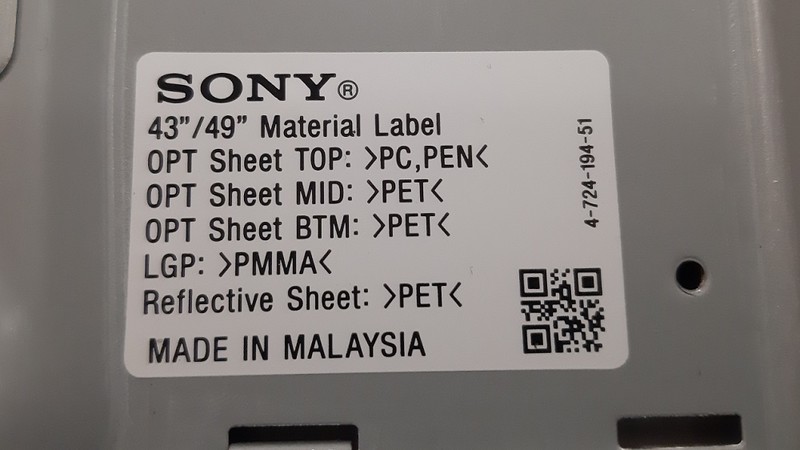 SONY®
43”/49” Material Label
OPT Sheet TOP: >PC,PEN<
OPT Sheet MID: >PET<
OPT Sheet BTM: >PET<
LGP: >PMMA<
Reflective Sheet: >PET<
MADE IN MALAYSIA
4-724-194-51